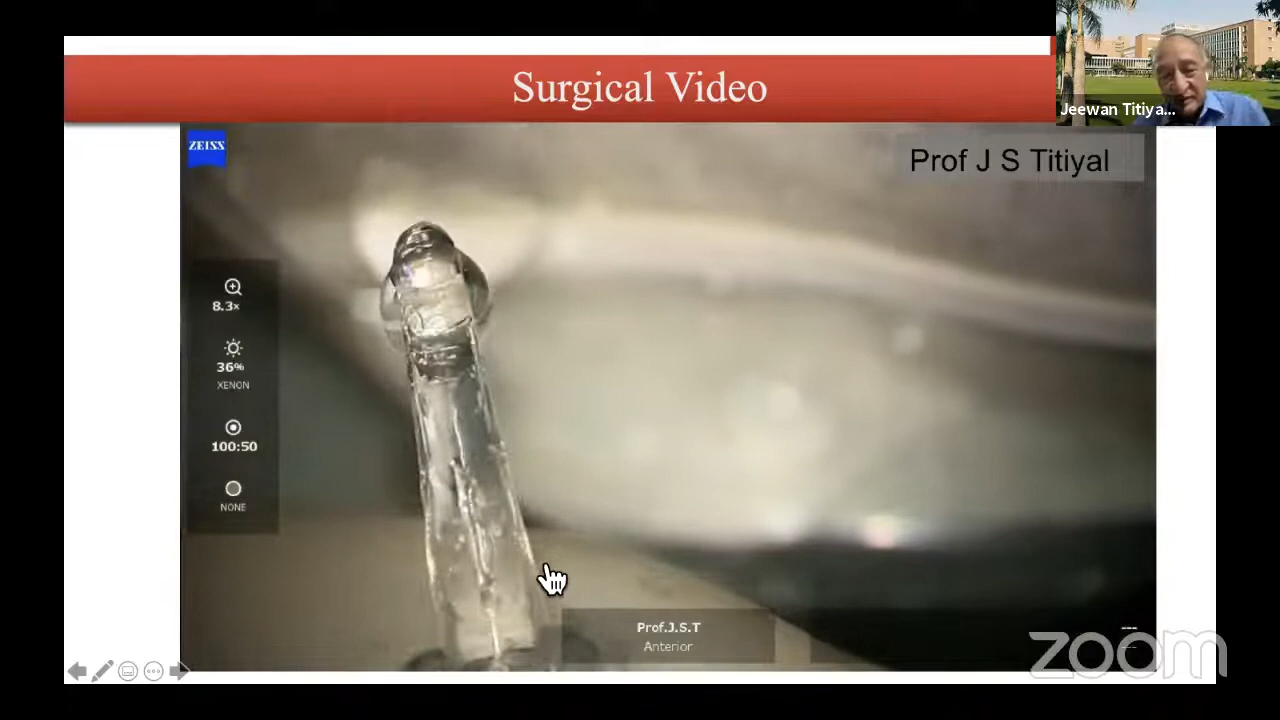 Surgical Video
Jeewan Titiya...
ZEISS
Prof J S Titiyal
8.3x
36%
XENON
100:50
NONE
Prof.J.S.T
Anterior
---
zoom